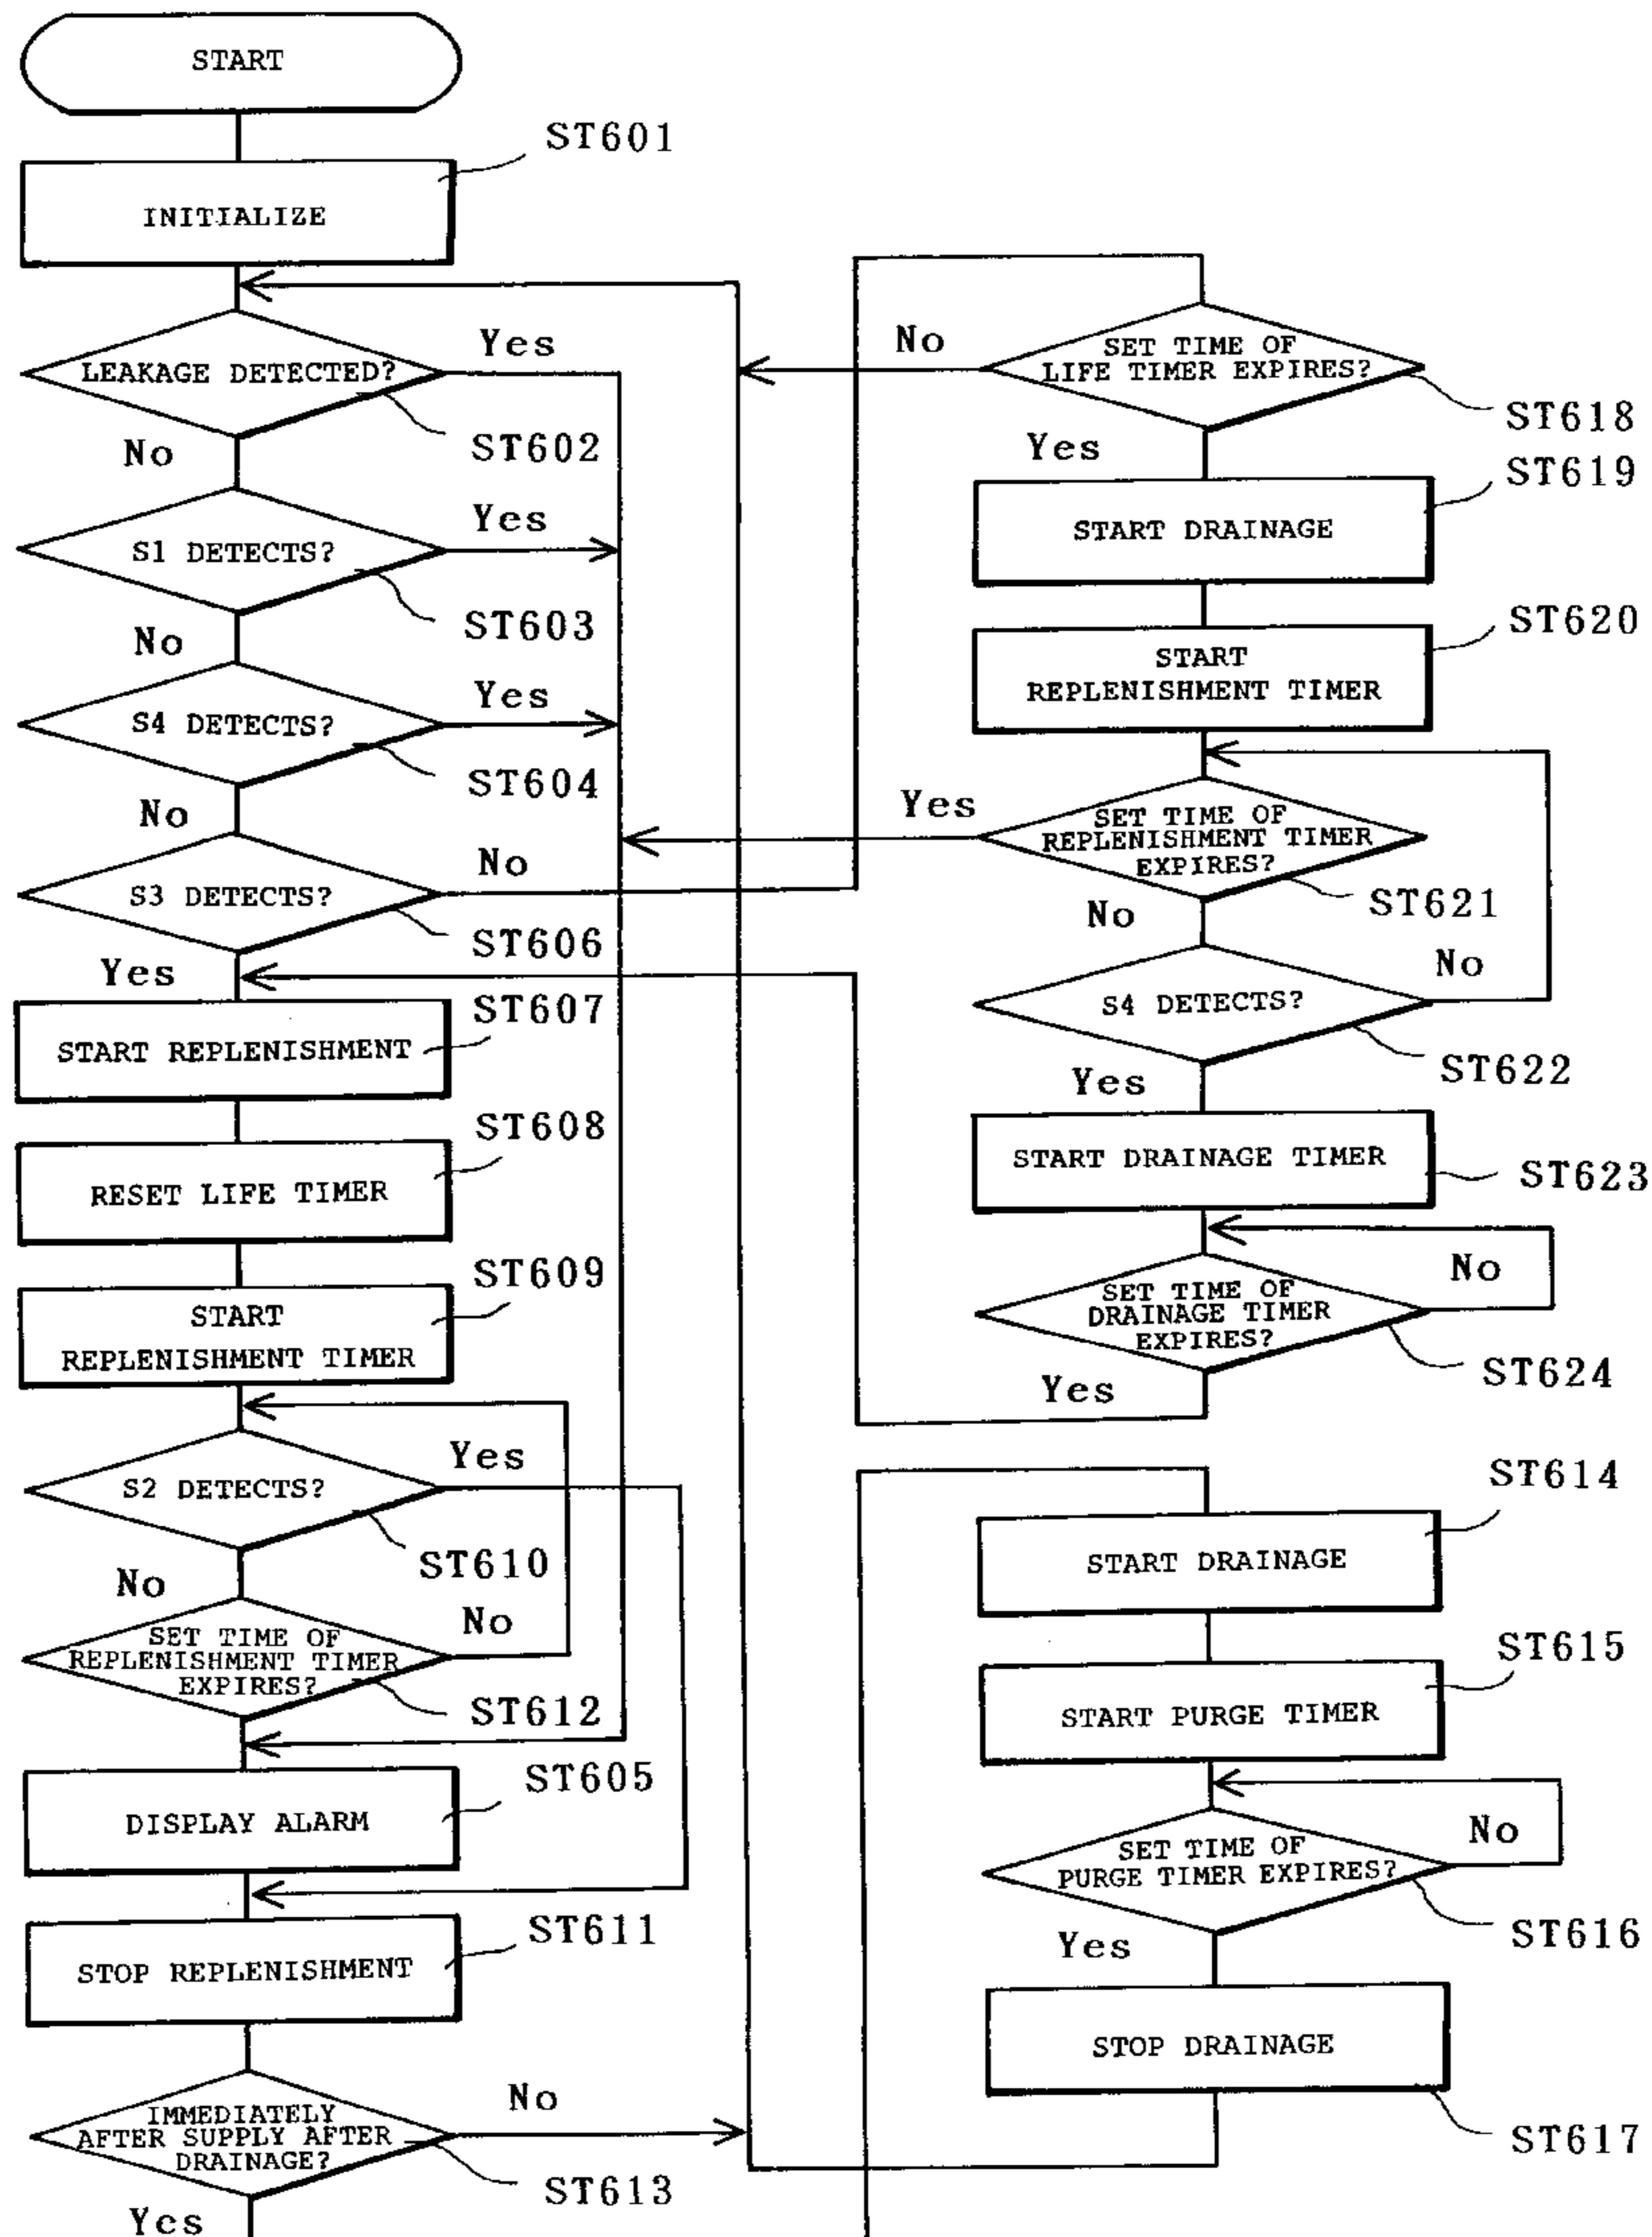 START
ST601
INITIALIZE
LEAKAGE DETECTED?
Yes
ST602
No
S1 DETECTS?
Yes
ST603
No
S4 DETECTS?
Yes
ST604
No
S3 DETECTS?
No
ST606
Yes
ST607
START REPLENISHMENT
ST608
RESET LIFE TIMER
ST609
START
REPLENISHMENT TIMER
S2 DETECTS?
Yes
ST610
No
SET TIME OF
REPLENISHMENT TIMER
EXPIRES?
No
ST612
ST605
DISPLAY ALARM
ST611
STOP REPLENISHMENT
IMMEDIATELY
AFTER SUPPLY AFTER
DRAINAGE?
No
ST613
Yes
No
SET TIME OF
LIFE TIMER EXPIRES?
ST618
Yes
ST619
START DRAINAGE
ST620
START
REPLENISHMENT TIMER
Yes
SET TIME OF
REPLENISHMENT TIMER
EXPIRES?
ST621
No
S4 DETECTS?
No
ST622
Yes
START DRAINAGE TIMER
ST623
SET TIME OF
DRAINAGE TIMER
EXPIRES?
No
ST624
Yes
ST614
START DRAINAGE
ST615
START PURGE TIMER
SET TIME OF
PURGE TIMER EXPIRES?
No
ST616
Yes
STOP DRAINAGE
ST617